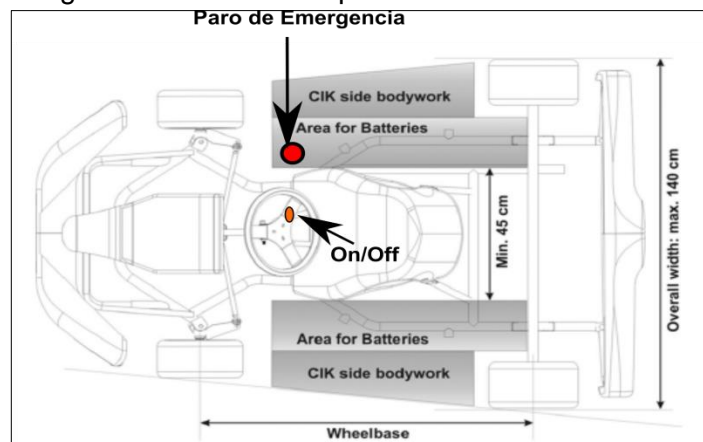 Paro de Emergencia
CIK side bodywork
Area for Batteries
On/Off
Min. 45 cm
Overall width: max. 140 cm
Area for Batteries
CIK side bodywork
Wheelbase